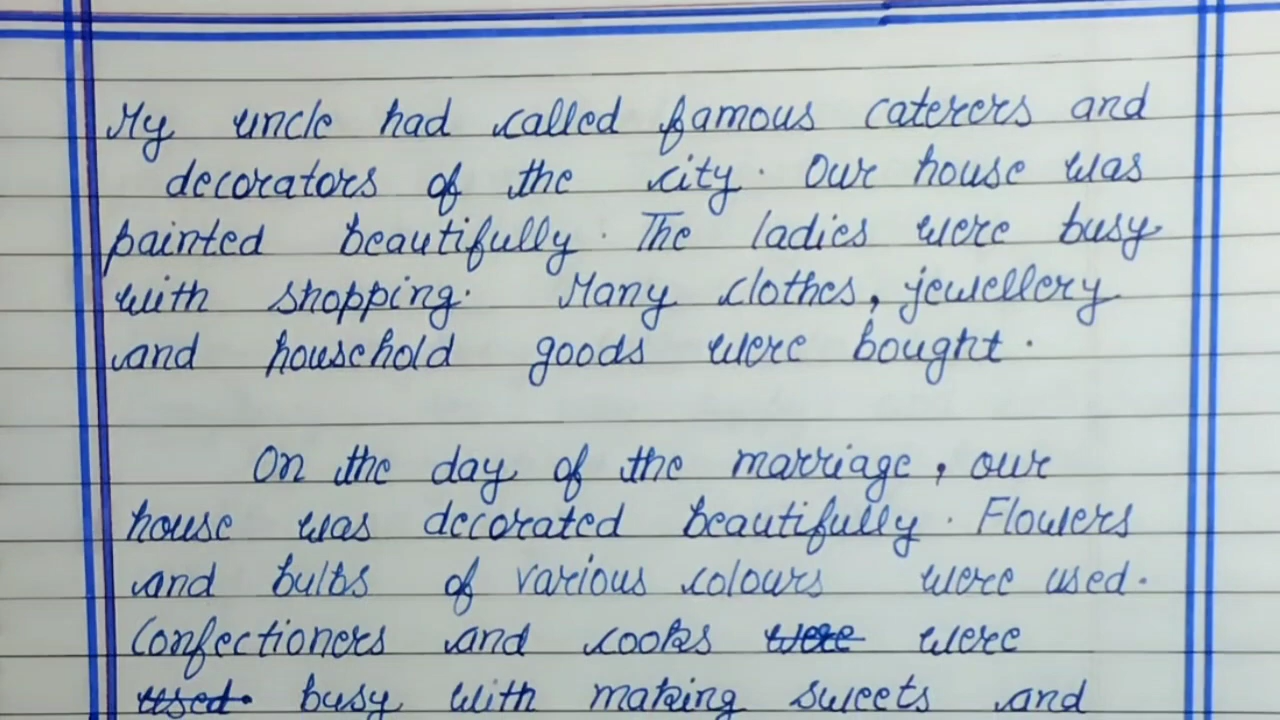 My uncle had called famous caterers and
decorators of the city. Our house was
painted beautifully. The ladies were busy
with shopping. Many clothes, jewellery
and household goods were bought.
On the day of the marriage, our
house was decorated beautifully. Flowers
and bulbs of various colours were used.
Confectioners and cooks were were
used. busy with making sweets and